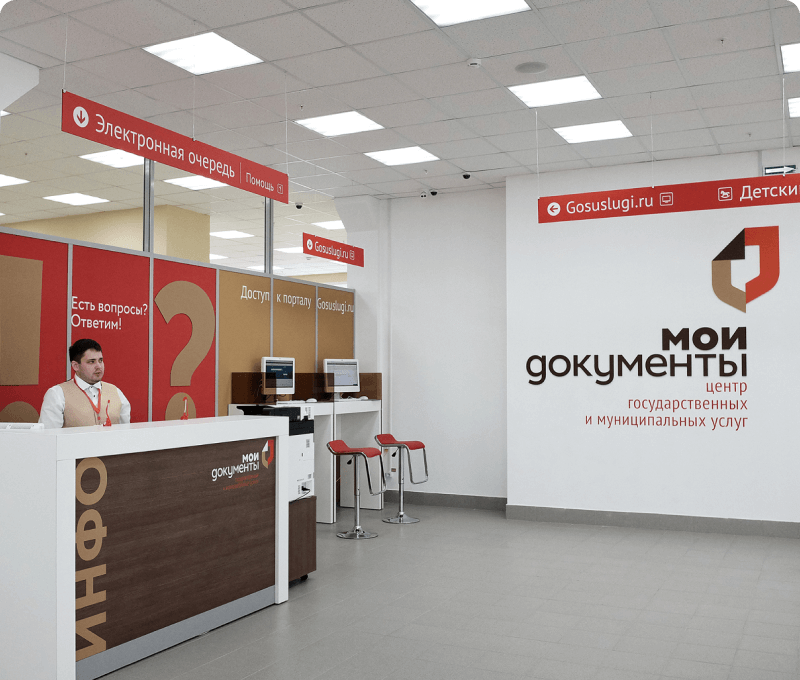 Электронная очередь
Помощь
Gosuslugi.ru
Gosuslugi.ru
Детски
Есть вопросы?
Ответим!
Доступ к порталу Gosuslugi.ru
мои
документы
центр
государственных
и муниципальных услуг
мои
документы
ИНФО